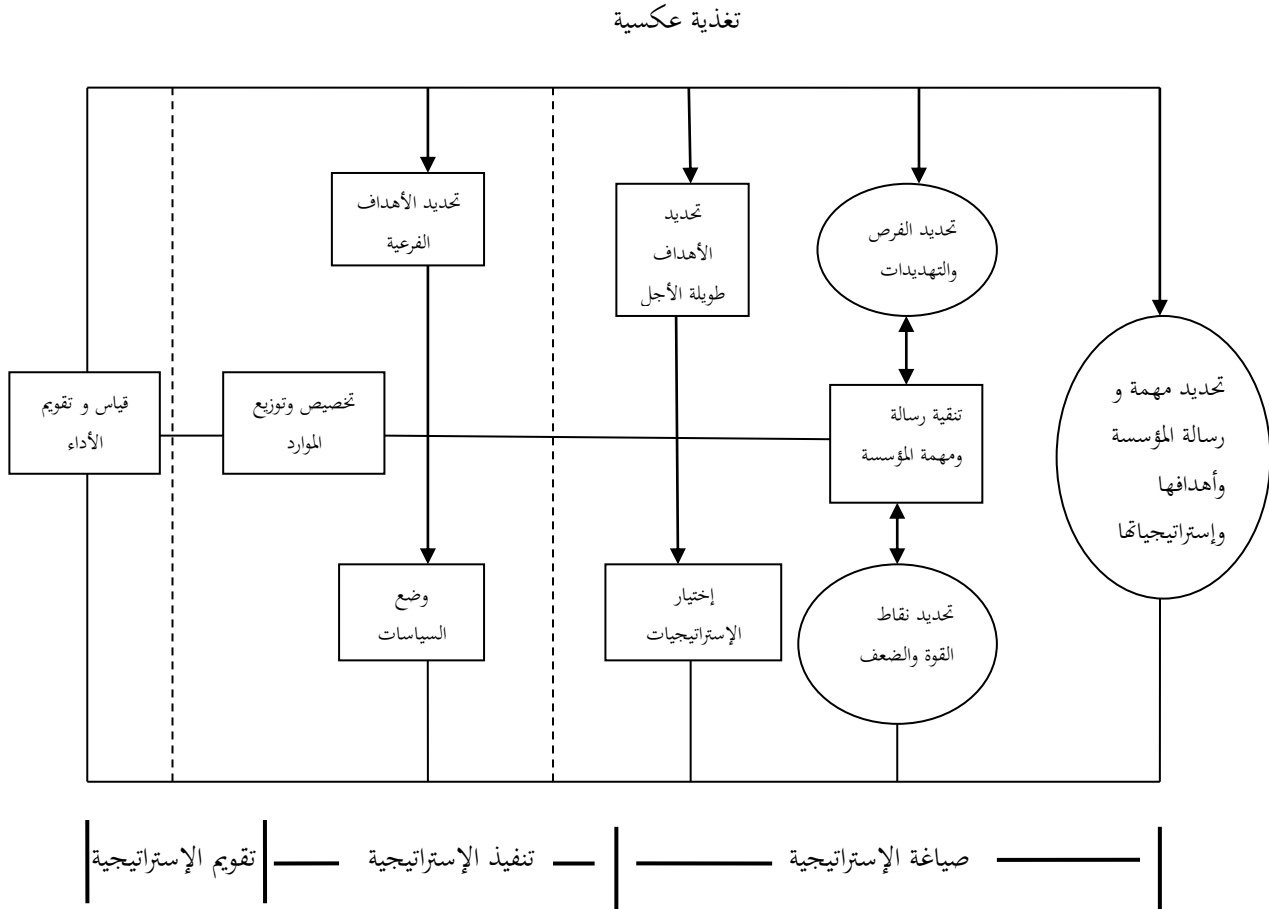 تغذية عكسية
تحديد الأهداف
الفرعية
تحديد
الأهداف
طويلة الأجل
تحديد الفرص
والتهديدات
قياس و تقويم
الأداء
تخصيص وتوزيع
الموارد
تنقية رسالة
ومهمة المؤسسة
تحديد مهمة و
رسالة المؤسسة
وأهدافها
وإستراتيجياتها
وضع
السياسات
إختيار
الإستراتيجيات
تحديد نقاط
القوة والضعف
صياغة الإستراتيجية
تنفيذ الإستراتيجية
تقويم الإستراتيجية